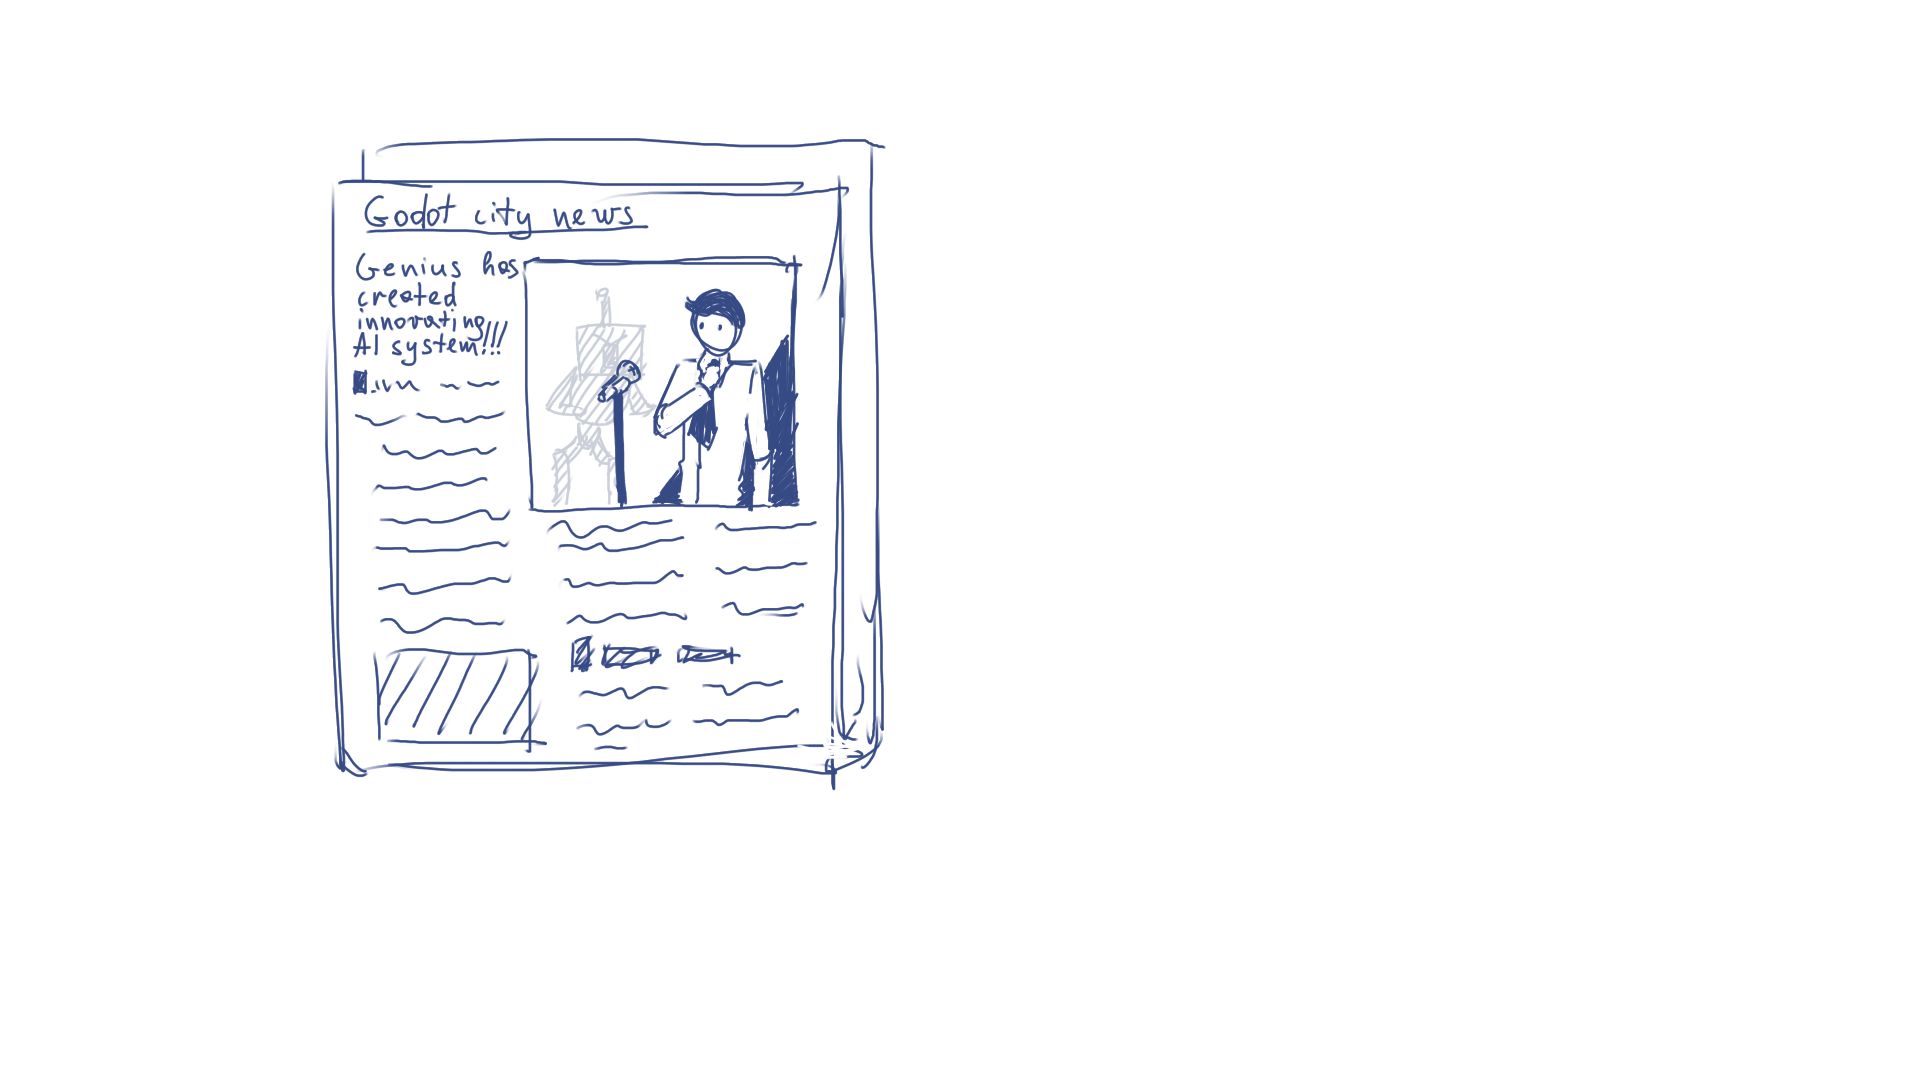 Godot city news
Genius has
created
innovating
AI system!!!